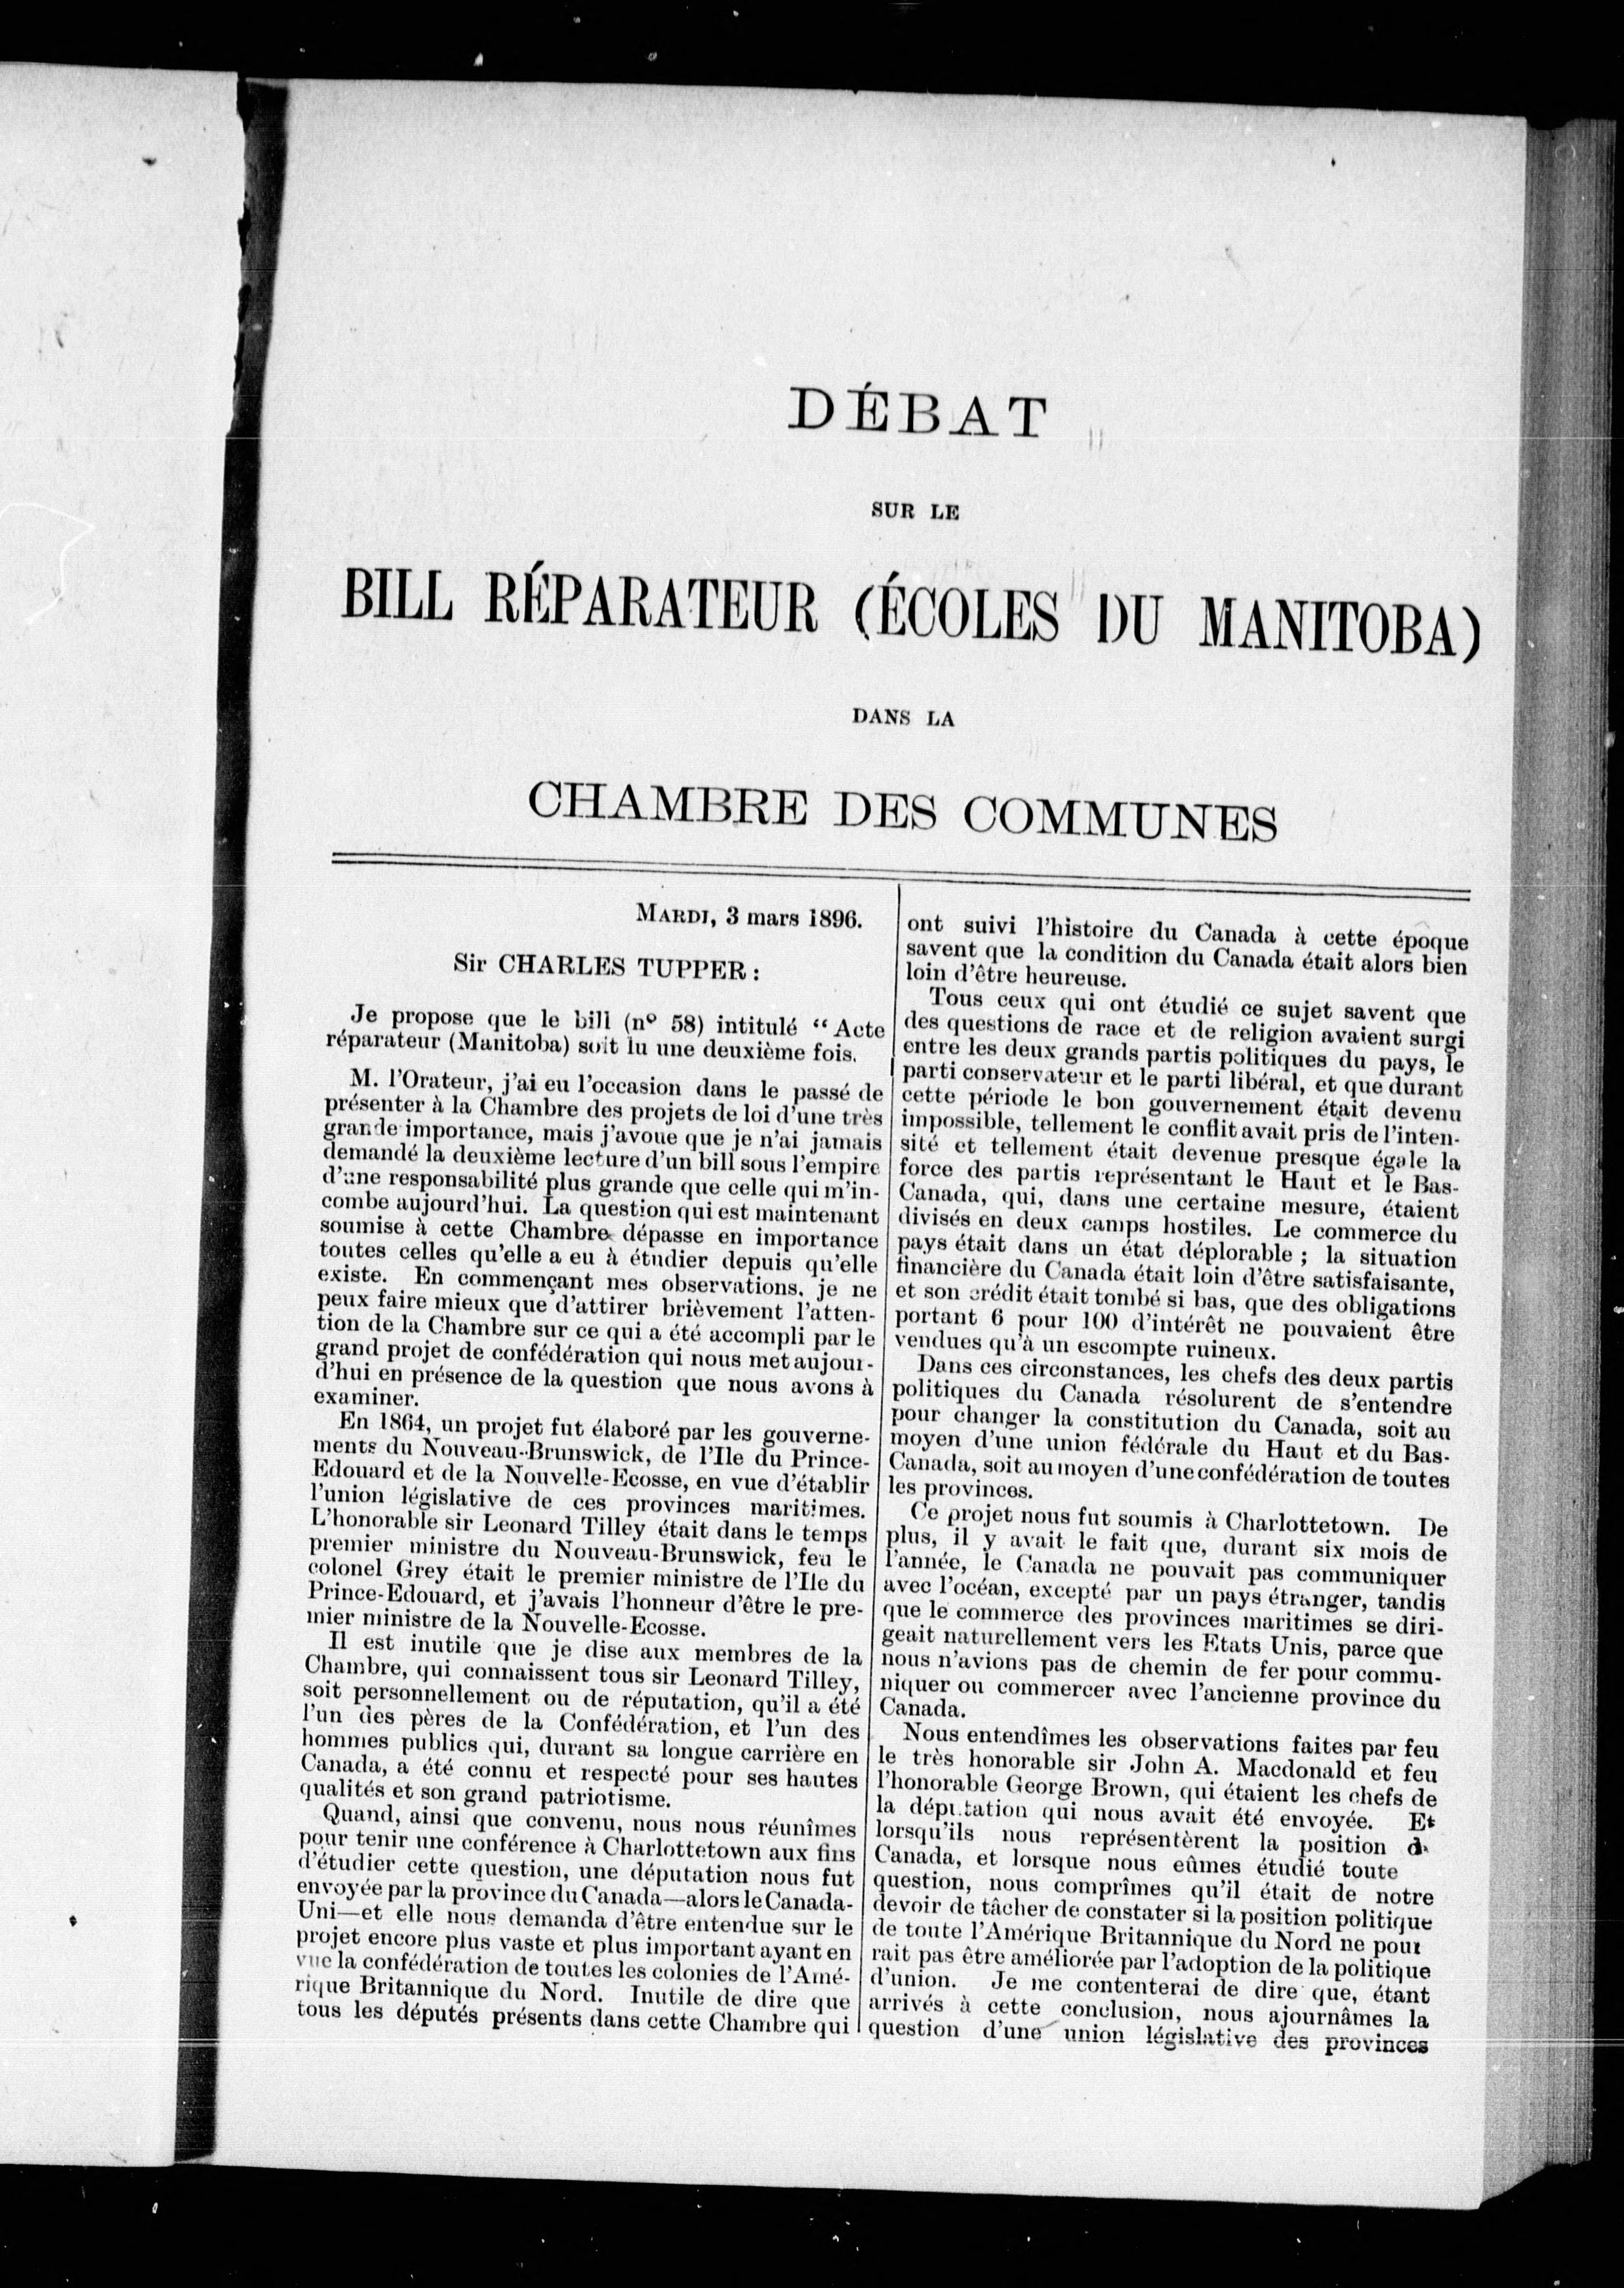 DÉBAT
SUR LE
BILL RÉPARATEUR (ÉCOLES DU MANITOBA)
DANS LA
CHAMBRE DES COMMUNES
MARDI, 3 mars 1896.
Sir CHARLES TUPPER :
Je propose que le bill (nº 58) intitulé “ Acte
réparateur (Manitoba) soit lu une deuxième fois.
M. l'Orateur, j'ai eu l'occasion dans le passé de
présenter à la Chambre des projets de loi d'une très
grande importance, mais j'avoue que je n'ai jamais
demandé la deuxième lecture d'un bill sous l'empire
d'une responsabilité plus grande que celle qui m'in-
combe aujourd'hui. La question qui est maintenant
soumise à cette Chambre dépasse en importance
toutes celles qu'elle a eu à étudier depuis qu'elle
existe. En commençant mes observations, je ne
peux faire mieux que d'attirer brièvement l'atten-
tion de la Chambre sur ce qui a été accompli par le
grand projet de confédération qui nous met aujour-
d'hui en présence de la question que nous avons à
examiner.
En 1864, un projet fut élaboré par les gouverne-
ments du Nouveau-Brunswick, de l'Ile du Prince-
Edouard et de la Nouvelle-Ecosse, en vue d'établir
l'union législative de ces provinces maritimes.
L'honorable sir Leonard Tilley était dans le temps
premier ministre du Nouveau-Brunswick, feu le
colonel Grey était le premier ministre de l'Ile du
Prince-Edouard, et j'avais l'honneur d'être le pre-
mier ministre de la Nouvelle-Ecosse.
Il est inutile que je dise aux membres de la
Chambre, qui connaissent tous sir Leonard Tilley,
soit personnellement ou de réputation, qu'il a été
l'un des pères de la Confédération, et l'un des
hommes publics qui, durant sa longue carrière en
Canada, a été connu et respecté pour ses hautes
qualités et son grand patriotisme.
Quand, ainsi que convenu, nous nous réunîmes
pour tenir une conférence à Charlottetown aux fins
d'étudier cette question, une députation nous fut
envoyée par la province du Canada—alors le Canada-
Uni—et elle nous demanda d'être entendue sur le
projet encore plus vaste et plus important ayant en
vue la confédération de toutes les colonies de l'Amé-
rique Britannique du Nord. Inutile de dire que
tous les députés présents dans cette Chambre qui
ont suivi l'histoire du Canada à cette époque
savent que la condition du Canada était alors bien
loin d'être heureuse.
Tous ceux qui ont étudié ce sujet savent que
des questions de race et de religion avaient surgi
entre les deux grands partis politiques du pays, le
parti conservateur et le parti libéral, et que durant
cette période le bon gouvernement était devenu
impossible, tellement le conflit avait pris de l'inten-
sité et tellement était devenue presque égale la
force des partis représentant le Haut et le Bas-
Canada, qui, dans une certaine mesure, étaient
divisés en deux camps hostiles. Le commerce du
pays était dans un état déplorable ; la situation
financière du Canada était loin d'être satisfaisante,
et son crédit était tombé si bas, que des obligations
portant 6 pour 100 d'intérêt ne pouvaient être
vendues qu'à un escompte ruineux.
Dans ces circonstances, les chefs des deux partis
politiques du Canada résolurent de s'entendre
pour changer la constitution du Canada, soit au
moyen d'une union fédérale du Haut et du Bas-
Canada, soit au moyen d'une confédération de toutes
les provinces.
Ce projet nous fut soumis à Charlottetown. De
plus, il y avait le fait que, durant six mois de
l'année, le Canada ne pouvait pas communiquer
avec l'océan, excepté par un pays étranger, tandis
que le commerce des provinces maritimes se diri-
geait naturellement vers les Etats Unis, parce que
nous n'avions pas de chemin de fer pour commu-
niquer ou commercer avec l'ancienne province du
Canada.
Nous entendîmes les observations faites par feu
le très honorable sir John A. Macdonald et feu
l'honorable George Brown, qui étaient les chefs de
la députation qui nous avait été envoyée. Et
lorsqu'ils nous représentèrent la position
Canada, et lorsque nous eûmes étudié toute
question, nous comprîmes qu'il était de notre
devoir de tâcher de constater si la position politique
de toute l'Amérique Britannique du Nord ne pour
rait pas être améliorée par l'adoption de la politique
d'union. Je me contenterai de dire que, étant
arrivés à cette conclusion, nous ajournâmes la
question d'une union législative des provinces